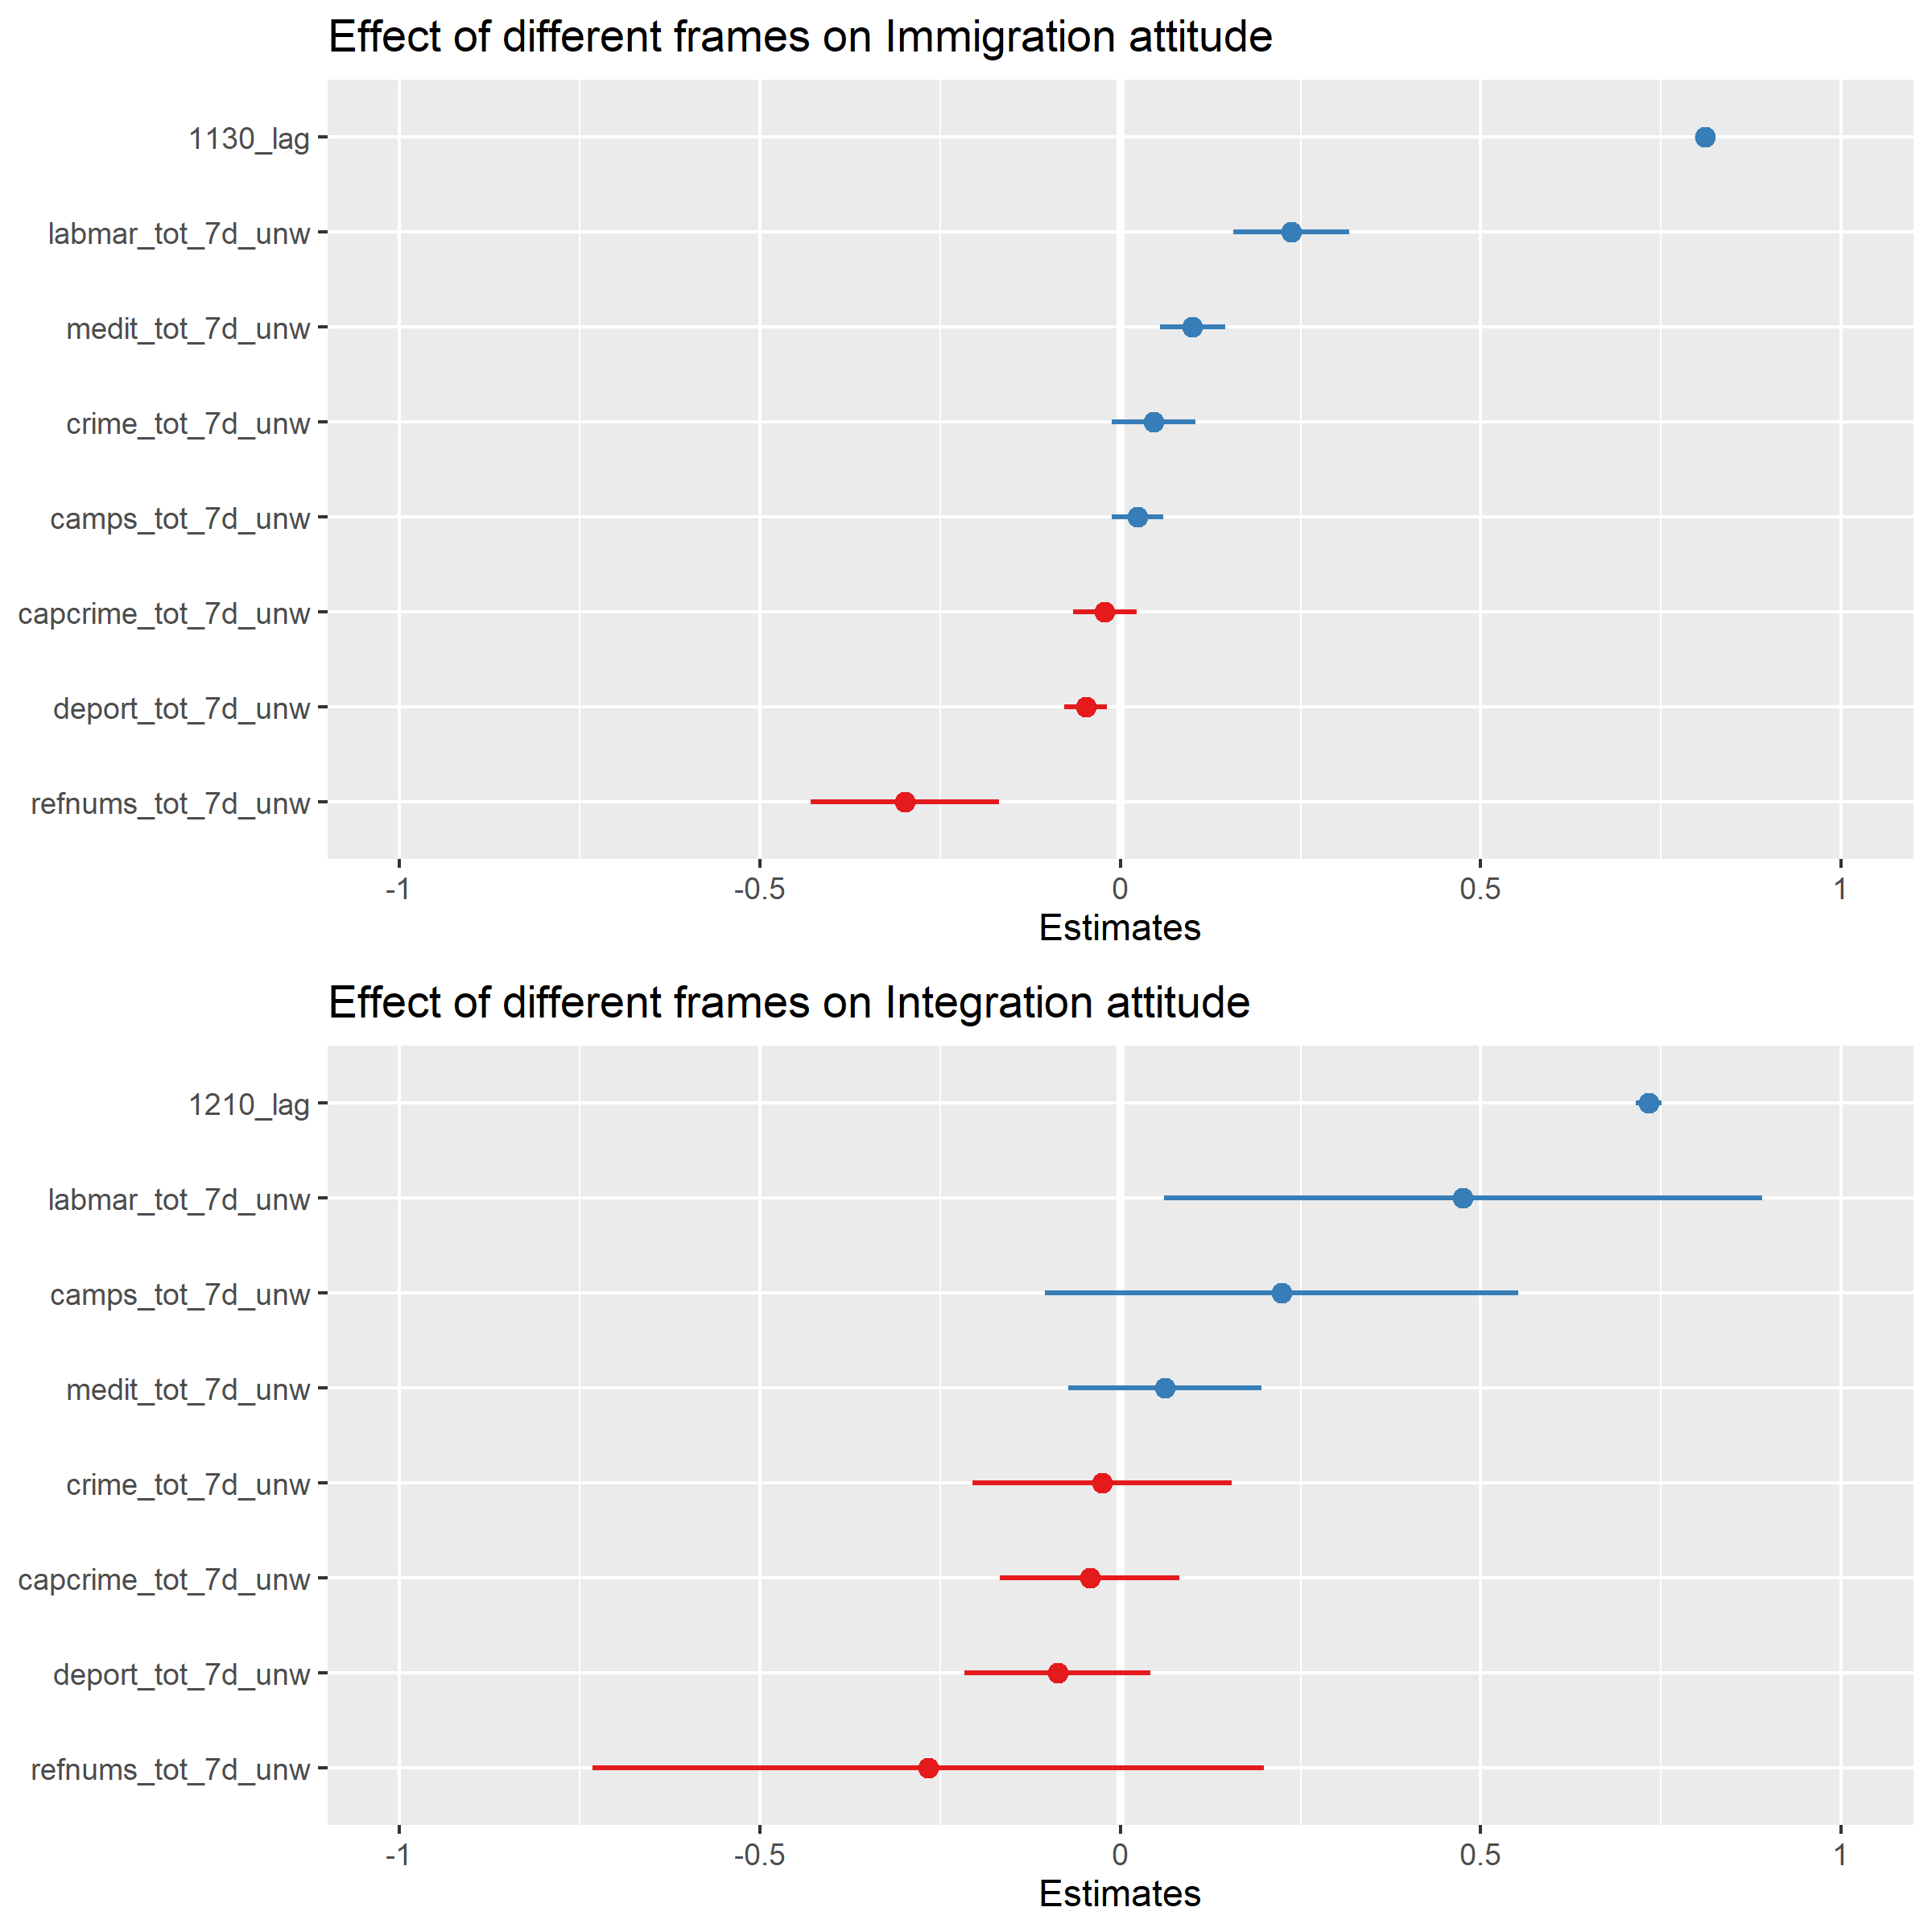 Effect of different frames on Immigration attitude
1130_lag
labmar_tot_7d_unw
medit_tot_7d_unw
crime_tot_7d_unw
camps_tot_7d_unw
capcrime_tot_7d_unw
deport_tot_7d_unw
refnums_tot_7d_unw
-1 -0.5 0 0.5 1
Estimates
Effect of different frames on Integration attitude
1210_lag
labmar_tot_7d_unw
camps_tot_7d_unw
medit_tot_7d_unw
crime_tot_7d_unw
capcrime_tot_7d_unw
deport_tot_7d_unw
refnums_tot_7d_unw
-1 -0.5 0 0.5 1
Estimates